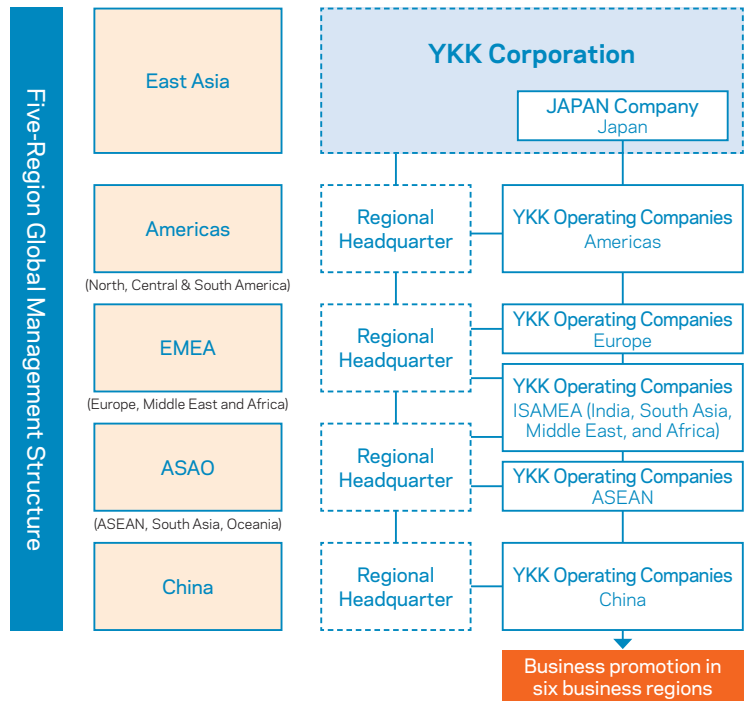 Five-Region Global Management Structure
East Asia
YKK Corporation
JAPAN Company
Japan
Americas
(North, Central & South America)
Regional
Headquarter
YKK Operating Companies
Americas
EMEA
(Europe, Middle East and Africa)
Regional
Headquarter
YKK Operating Companies
Europe
YKK Operating Companies
ISAMEA (India, South Asia,
Middle East, and Africa)
ASAO
(ASEAN, South Asia, Oceania)
Regional
Headquarter
YKK Operating Companies
ASEAN
China
Regional
Headquarter
YKK Operating Companies
China
Business promotion in
six business regions